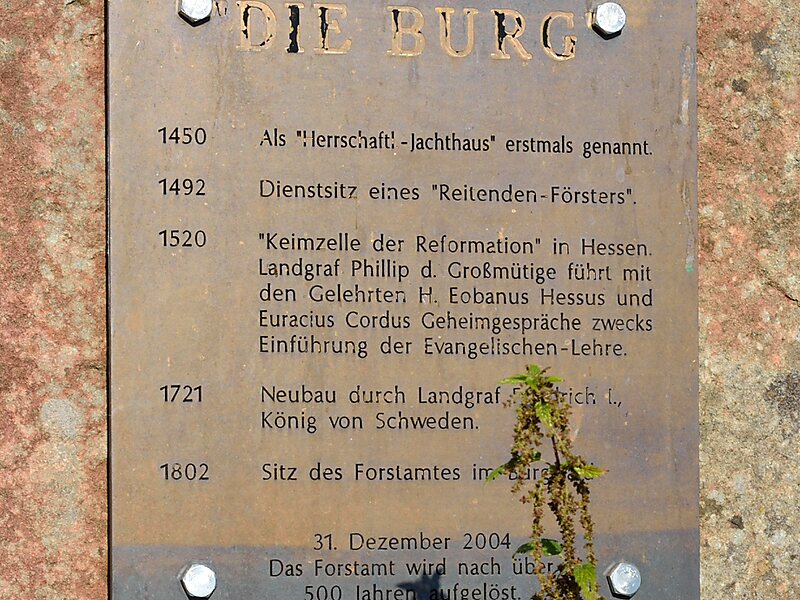 "DIE BURG"
1450 Als "Herrschaftl-Jachthaus" erstmals genannt.
1492 Dienstsitz eines "Reitenden-Försters".
1520 "Keimzelle der Reformation" in Hessen.
Landgraf Phillip d. Großmütige führt mit
den Gelehrten H. Eobanus Hessus und
Euracius Cordus Geheimgespräche zwecks
Einführung der Evangelischen-Lehre.
1721 Neubau durch Landgraf Friedrich I.,
König von Schweden.
1802 Sitz des Forstamtes im
31. Dezember 2004
Das Forstamt wird nach über
500 Jahren aufgelöst.